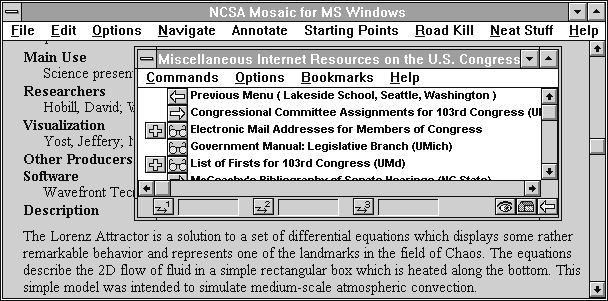 NCSA Mosaic for MS Windows
File Edit Options Navigate Annotate Starting Points Road Kill Neat Stuff Help
Main Use
Science presen
Researchers
Hobill, David; W
Visualization
Yost, Jeffery; N
Other Producers
Software
Wavefront Tec
Description
Miscellaneous Internet Resources on the U.S. Congress
Commands Options Bookmarks Help
Previous Menu ( Lakeside School, Seattle, Washington )
Congressional Committee Assignments for 103rd Congress (UI
Electronic Mail Addresses for Members of Congress
Government Manual: Legislative Branch (UMich)
List of Firsts for 103rd Congress (UMd)
Bibliography of Senate Hearings (NC State)
1 2 3
The Lorenz Attractor is a solution to a set of differential equations which displays some rather
remarkable behavior and represents one of the landmarks in the field of Chaos. The equations
describe the 2D flow of fluid in a simple rectangular box which is heated along the bottom. This
simple model was intended to simulate medium-scale atmospheric convection.